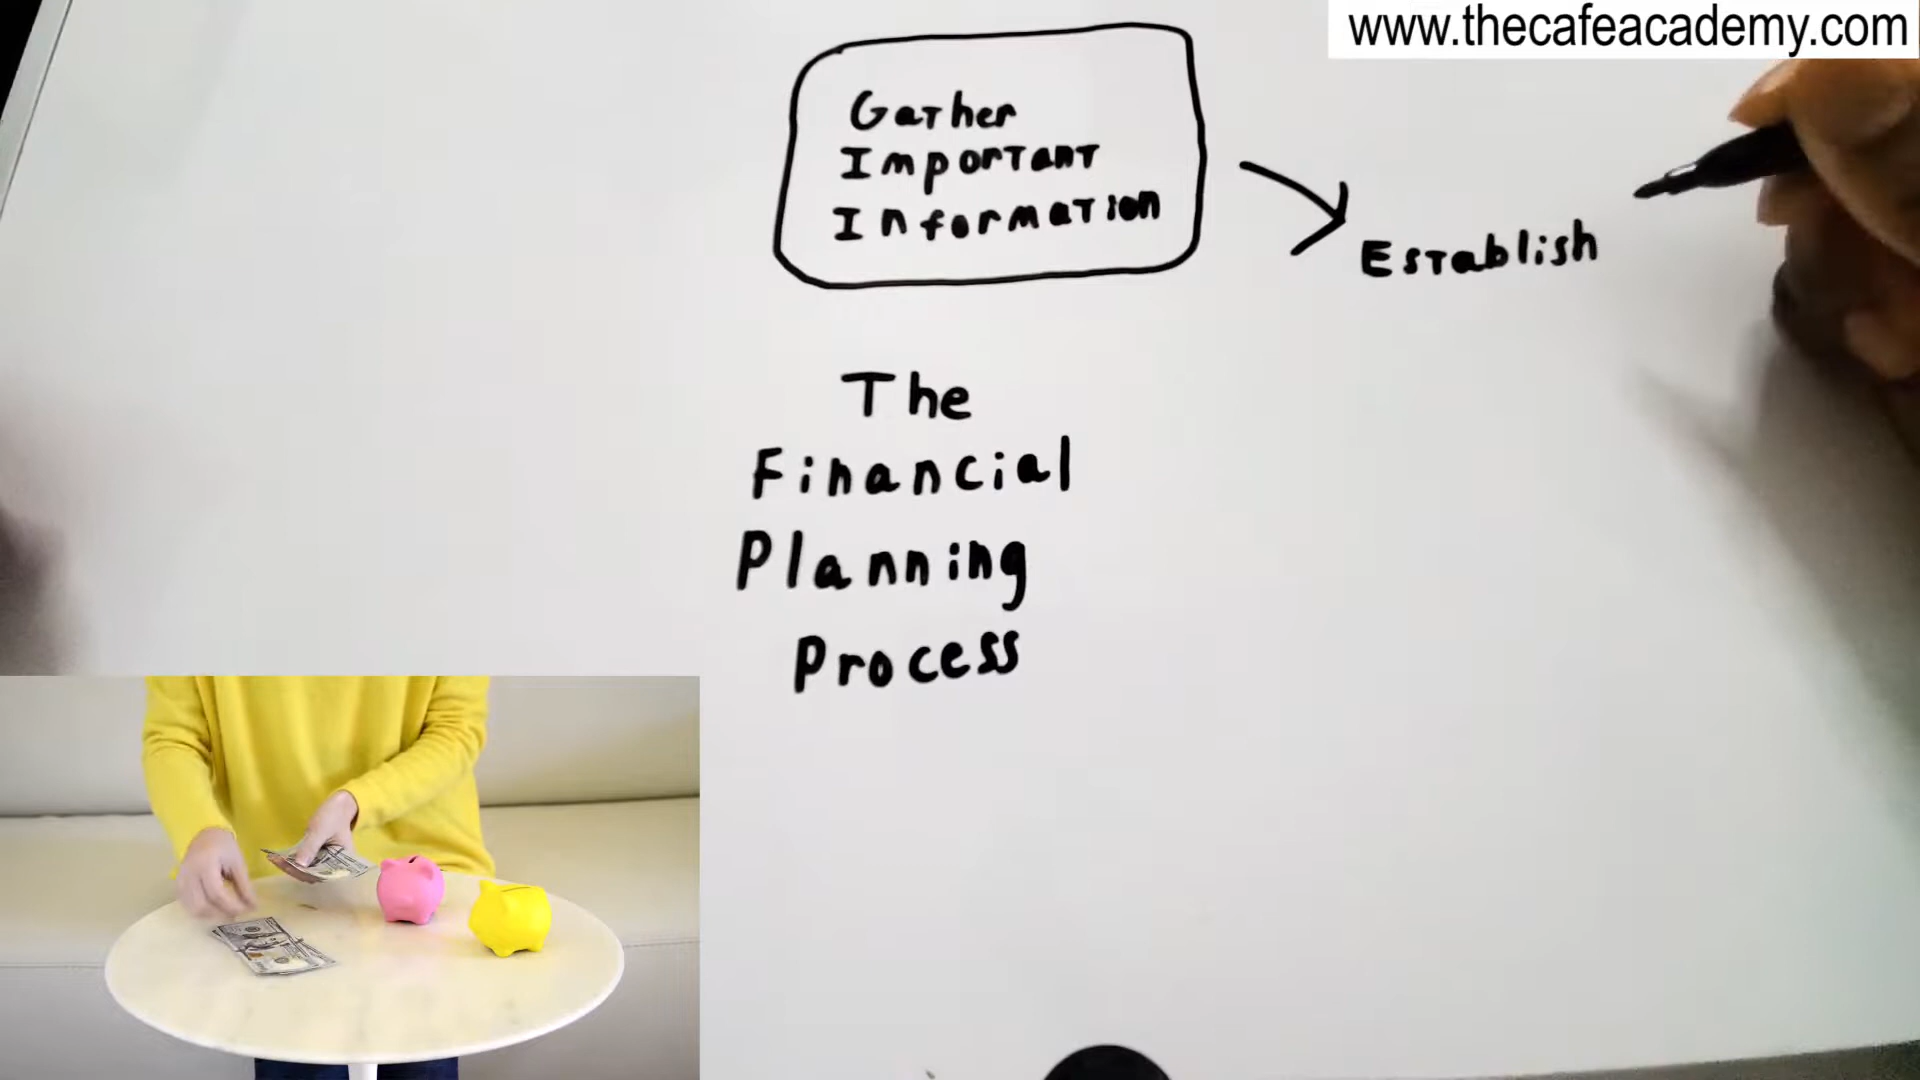 www.thecafeacademy.com
Gather
Important
Information
Establish
The
Financial
Planning
Process